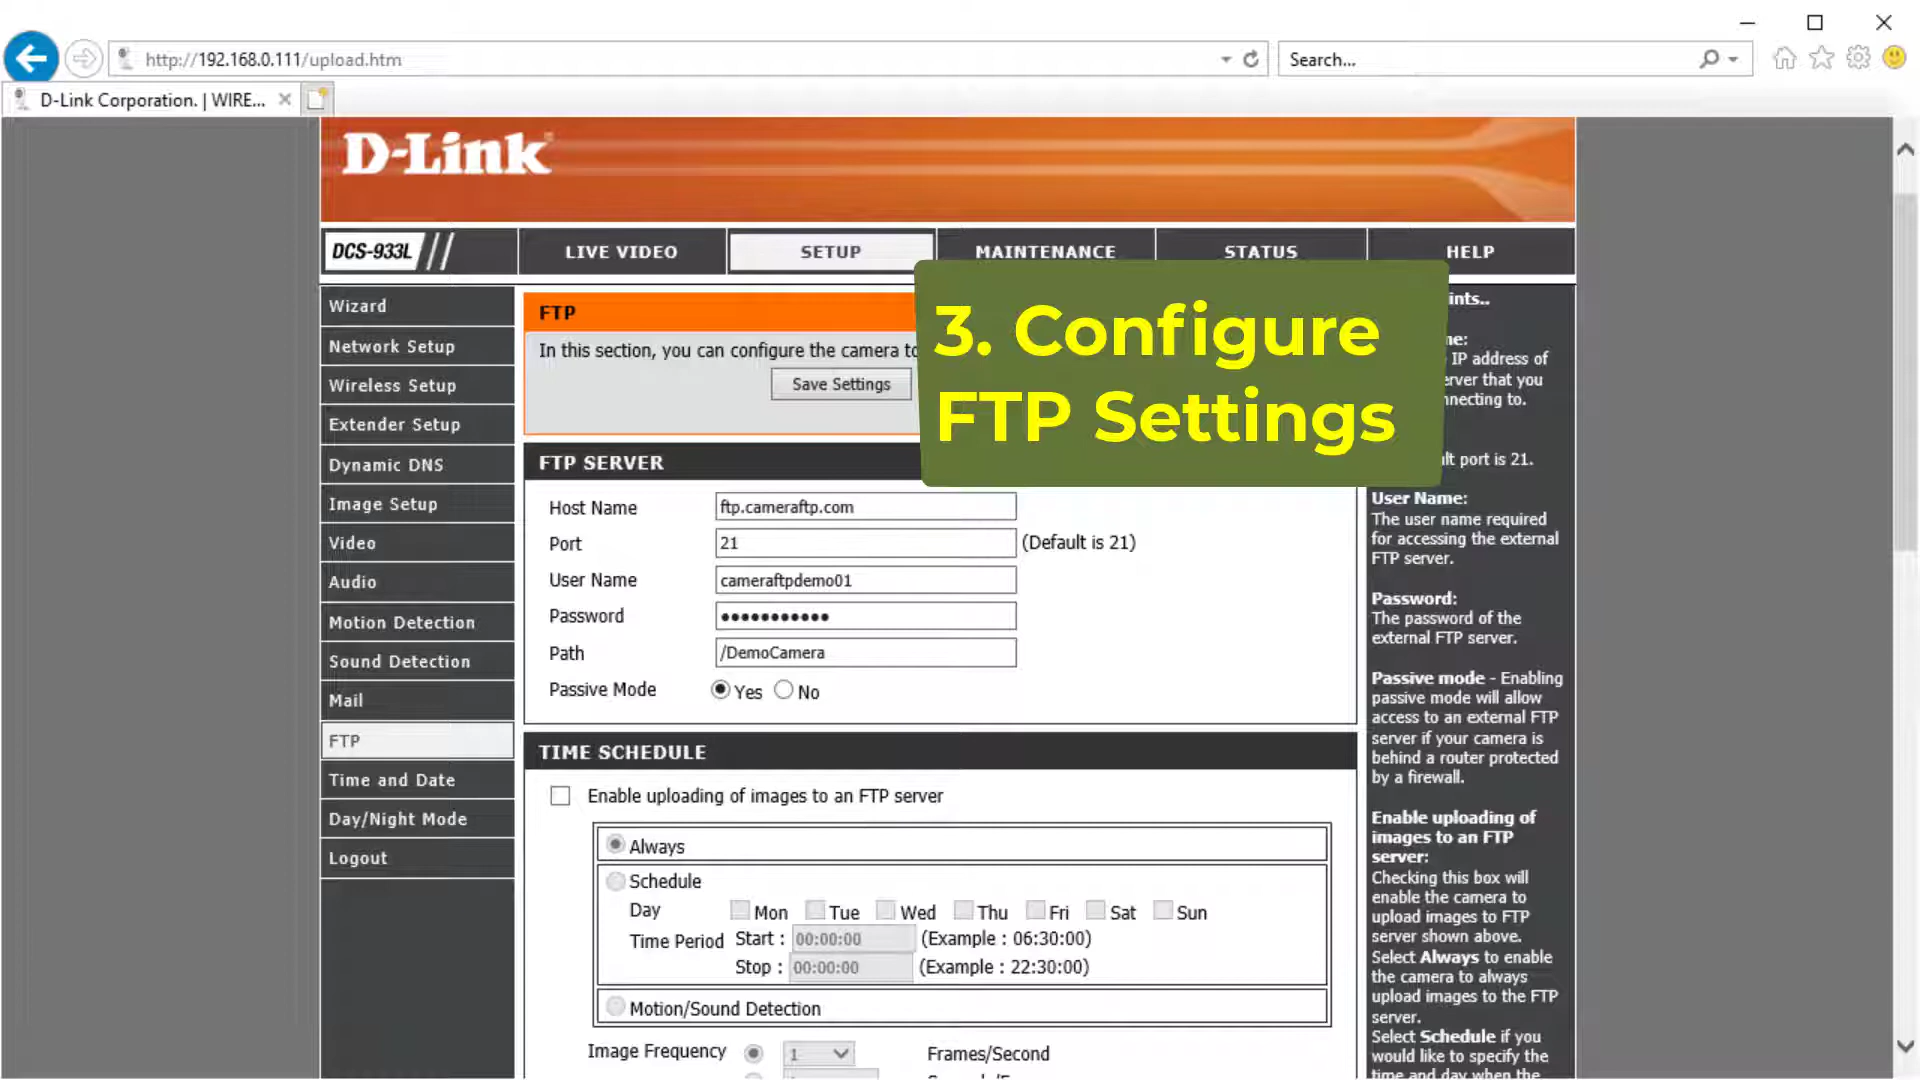 http://192.168.0.111/upload.htm
Search...
D-Link Corporation. | WIRE...
D-Link
DCS-933L
LIVE VIDEO
SETUP
MAINTENANCE
STATUS
HELP
Wizard
Network Setup
Wireless Setup
Extender Setup
Dynamic DNS
Image Setup
Video
Audio
Motion Detection
Sound Detection
Mail
FTP
Time and Date
Day/Night Mode
Logout
FTP
In this section, you can configure the camera to
Save Settings
3. Configure
FTP Settings
FTP SERVER
Host Name ftp.cameraftp.com
Port 21 (Default is 21)
User Name cameraftpdemo01
Password •••••••••••
Path /DemoCamera
Passive Mode Yes No
TIME SCHEDULE
Enable uploading of images to an FTP server
Always
Schedule
Day Mon Tue Wed Thu Fri Sat Sun
Time Period Start : 00:00:00 (Example : 06:30:00)
Stop : 00:00:00 (Example : 22:30:00)
Motion/Sound Detection
Image Frequency 1 Frames/Second
IP address of
that you
to.
port is 21.
User Name:
The user name required
for accessing the external
FTP server.
Password:
The password of the
external FTP server.
Passive mode - Enabling
passive mode will allow
access to an external FTP
server if your camera is
behind a router protected
by a firewall.
Enable uploading of
images to an FTP
server:
Checking this box will
enable the camera to
upload images to FTP
server shown above.
Select Always to enable
the camera to always
upload images to the FTP
server.
Select Schedule if you
would like to specify the
time and day when the